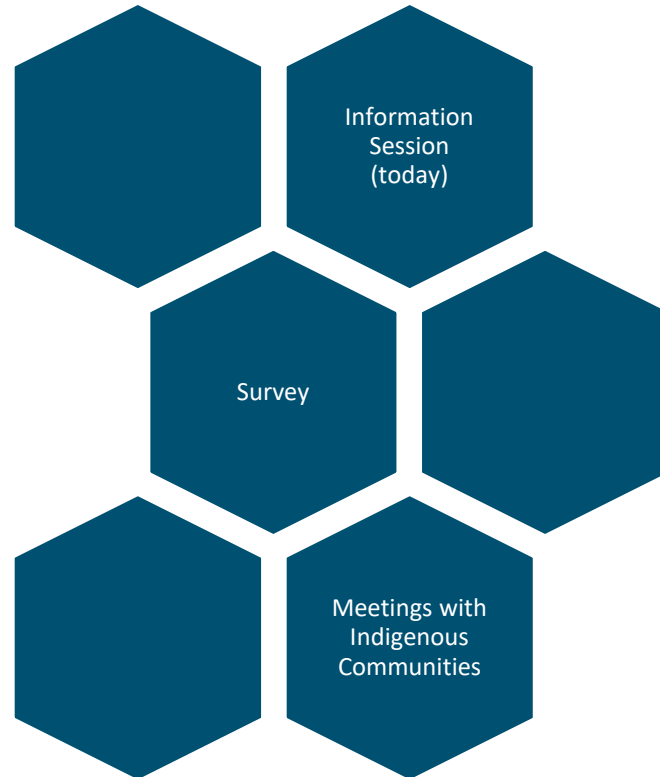 Information
Session
(today)
Survey
Meetings with
Indigenous
Communities